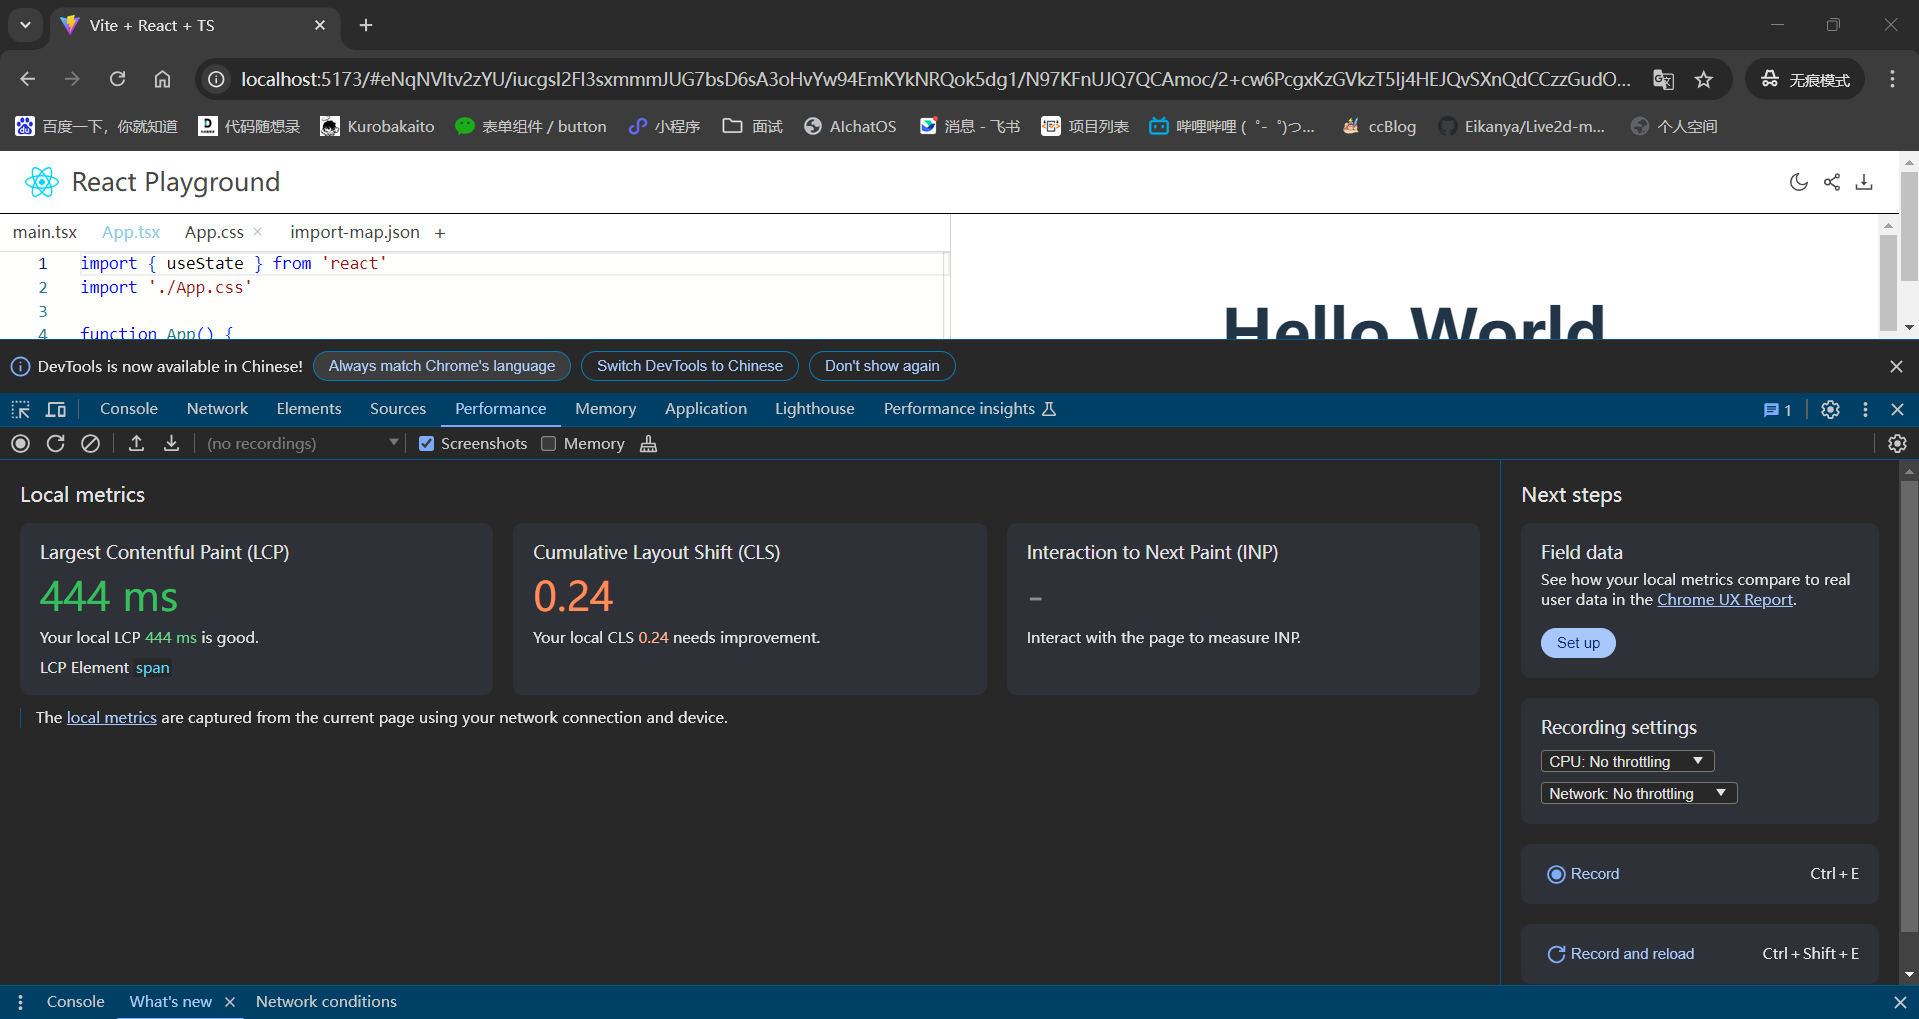 Vite + React + TS
localhost:5173/#eNqNVItv2zYU/iucgsI2FI3sxmmmJUG7bsD6sA3oHvYw94EmKYkNRQok5dg1/N97KFnUJQ7QCAmoc/2+cw6PcgxKzGVkzT5Ij4HEJQvSXnQdCCzzGudO...
无痕模式
百度一下，你就知道
代码随想录
Kurobakaito
表单组件 / button
小程序
面试
AIchatOS
消息 - 飞书
项目列表
哔哩哔哩 ( ゜- ゜)つ...
ccBlog
Eikanya/Live2d-m...
个人空间
React Playground
main.tsx App.tsx App.css import-map.json +
1 import { useState } from 'react'
2 import './App.css'
3
4 function App() {
Hello World
DevTools is now available in Chinese! Always match Chrome's language Switch DevTools to Chinese Don't show again
Console Network Elements Sources Performance Memory Application Lighthouse Performance insights 1
(no recordings) Screenshots Memory
Local metrics
Largest Contentful Paint (LCP)
444 ms
Your local LCP 444 ms is good.
LCP Element span
Cumulative Layout Shift (CLS)
0.24
Your local CLS 0.24 needs improvement.
Interaction to Next Paint (INP)
-
Interact with the page to measure INP.
The local metrics are captured from the current page using your network connection and device.
Next steps
Field data
See how your local metrics compare to real
user data in the Chrome UX Report.
Set up
Recording settings
CPU: No throttling
Network: No throttling
Record Ctrl + E
Record and reload Ctrl + Shift + E
Console What's new Network conditions